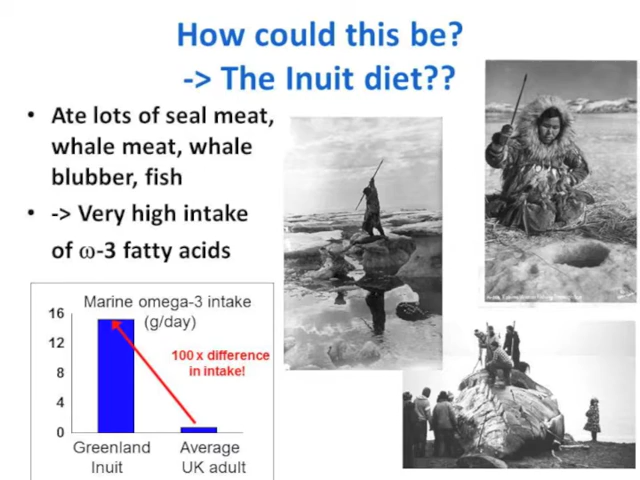 How could this be?
-> The Inuit diet??
• Ate lots of seal meat,
whale meat, whale
blubber, fish
• -> Very high intake
of ω-3 fatty acids
Marine omega-3 intake
(g/day)
16
12
8
4
0
100 x difference
in intake!
Greenland
Inuit
Average
UK adult